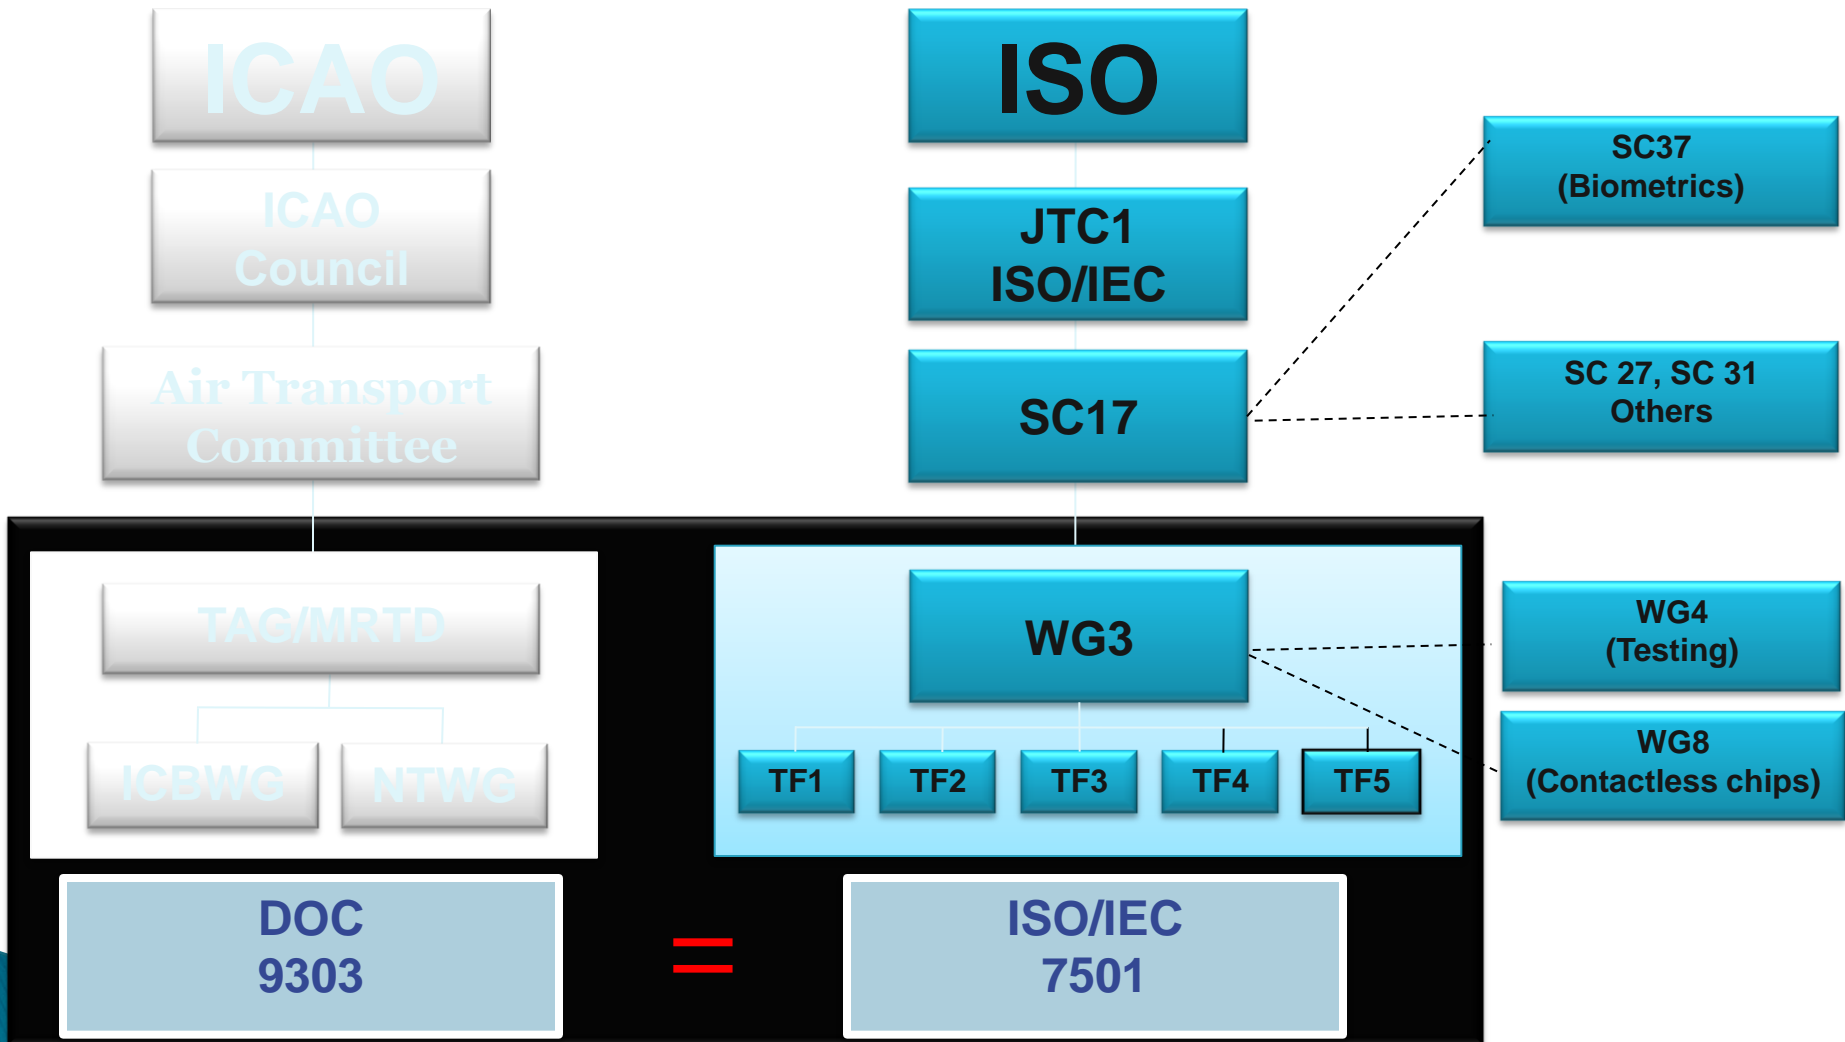 ICAO
ICAO
Council
Air Transport
Committee
TAG/MRTD
ICBWG
NTWG
DOC
9303
=
ISO
JTC1
ISO/IEC
SC17
SC37
(Biometrics)
SC 27, SC 31
Others
WG3
TF1
TF2
TF3
TF4
TF5
WG4
(Testing)
WG8
(Contactless chips)
ISO/IEC
7501